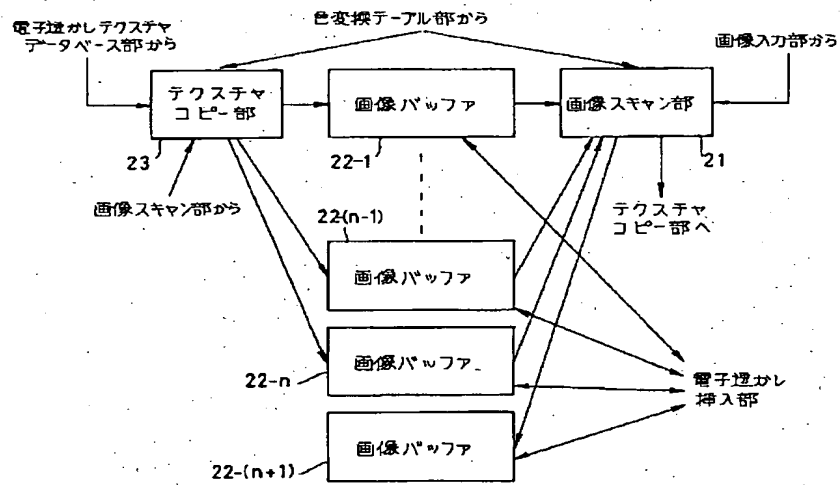 電子透かしテクスチャ
データベース部から
色変換テーブル部から
画像入力部から
テクスチャ
コピー部
画像バッファ
画像スキャン部
23
22-1
21
画像スキャン部から
テクスチャ
コピー部へ
22-(n-1)
画像バッファ
22-n
画像バッファ
電子透かし
挿入部
画像バッファ
22-(n+1)